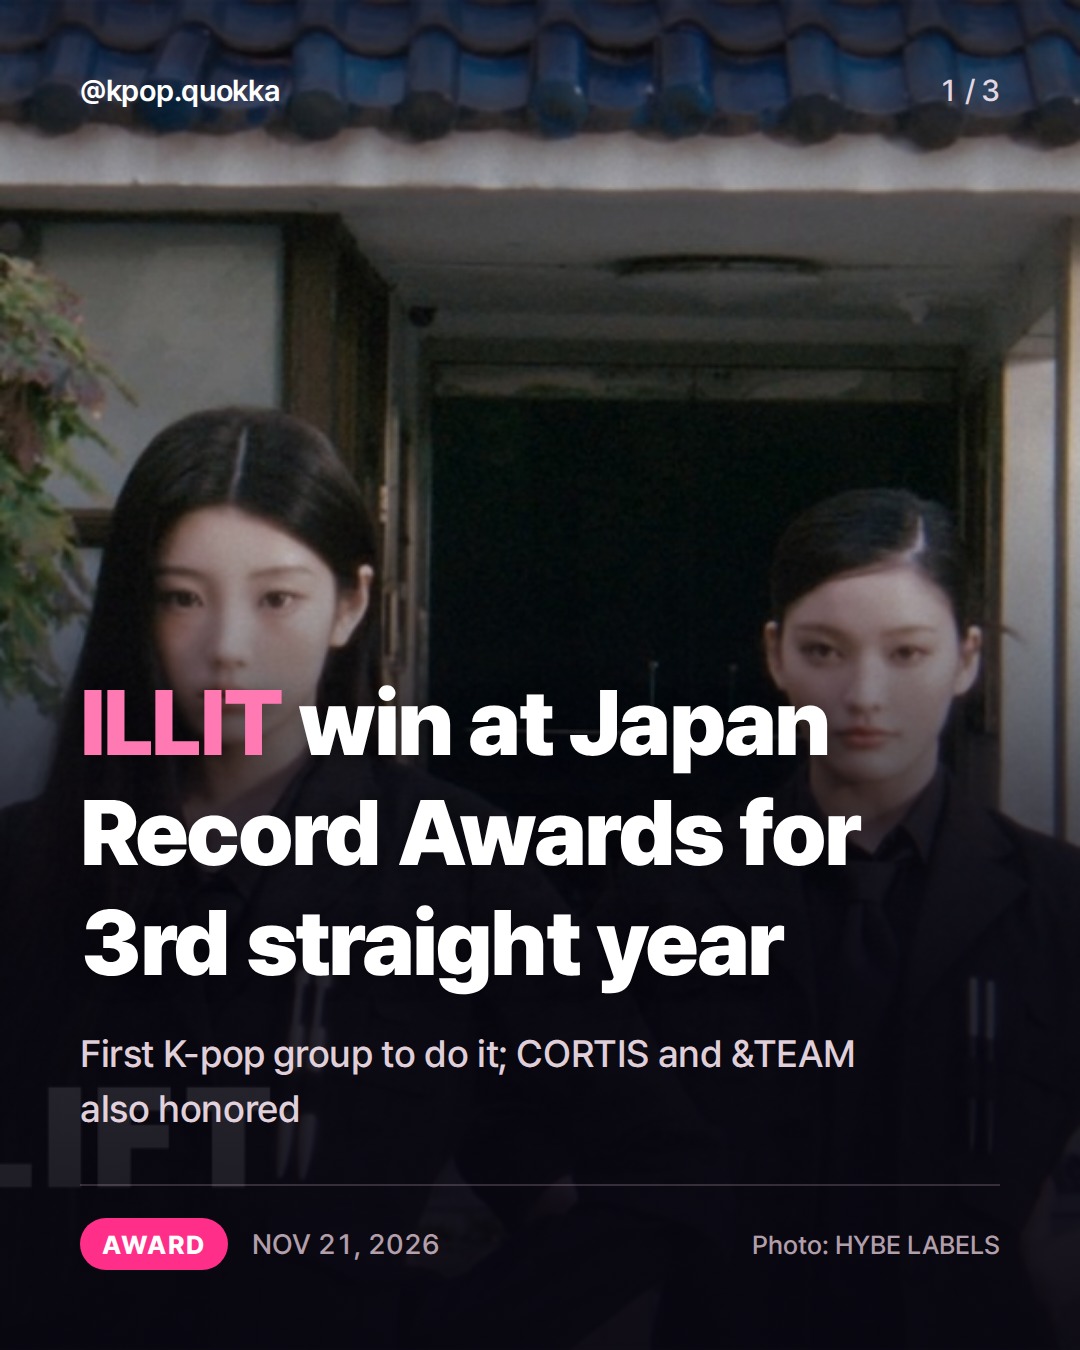 @kpop.quokka
1 / 3
ILLIT win at Japan
Record Awards for
3rd straight year
First K-pop group to do it; CORTIS and &TEAM
also honored
LIFT
AWARD
NOV 21, 2026
Photo: HYBE LABELS